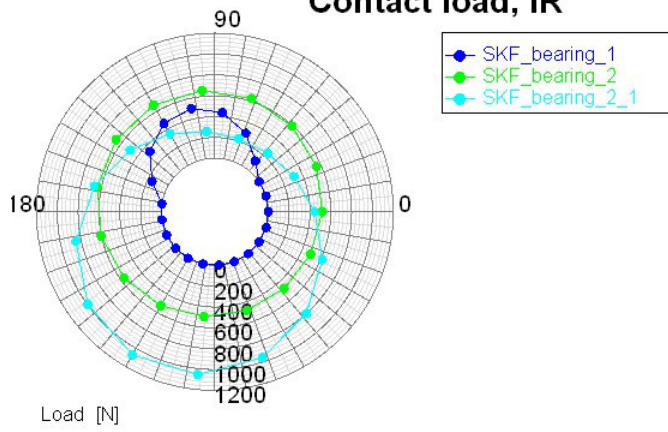 Contact load, IR
90
SKF_bearing_1
SKF_bearing_2
SKF_bearing_2_1
180
0
0
200
400
600
800
1000
1200
Load [N]